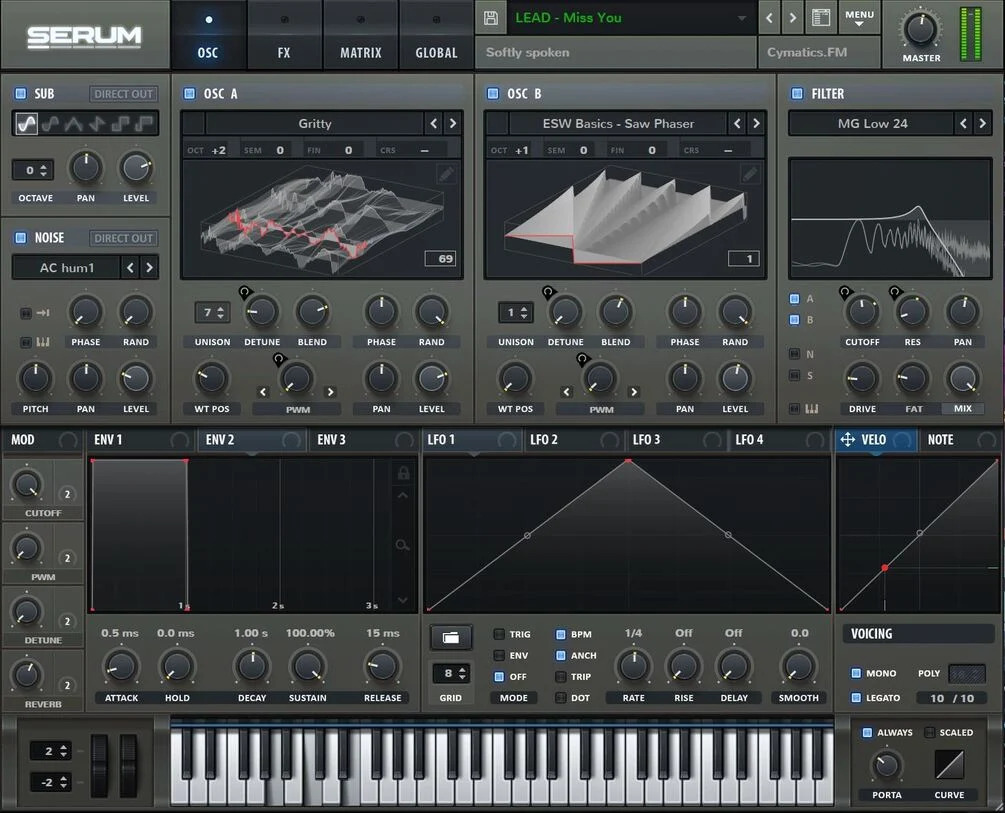 SERUM
OSC
FX
MATRIX
GLOBAL
LEAD - Miss You
Softly spoken
Cymatics.FM
MENU
MASTER
SUB
DIRECT OUT
0
OCTAVE PAN LEVEL
NOISE
DIRECT OUT
AC hum1
PHASE RAND
PITCH PAN LEVEL
OSC A
Gritty
OCT +2 SEM 0 FIN 0 CRS –
69
7
UNISON DETUNE BLEND PHASE RAND
WT POS PWM PAN LEVEL
OSC B
ESW Basics - Saw Phaser
OCT +1 SEM 0 FIN 0 CRS –
1
1
UNISON DETUNE BLEND PHASE RAND
WT POS PWM PAN LEVEL
FILTER
MG Low 24
A
B
N
S
CUTOFF RES PAN
DRIVE FAT MIX
MOD
ENV 1 ENV 2 ENV 3
LFO 1 LFO 2 LFO 3 LFO 4
VELO NOTE
2
CUTOFF
2
PWM
2
DETUNE
2
REVERB
1s 2s 3s
0.5 ms 0.0 ms 1.00 s 100.00% 15 ms
ATTACK HOLD DECAY SUSTAIN RELEASE
8
GRID
TRIG
ENV
OFF
MODE
BPM
ANCH
TRIP
DOT
1/4 Off Off 0.0
RATE RISE DELAY SMOOTH
VOICING
MONO POLY
LEGATO 10 / 10
2
-2
ALWAYS SCALED
PORTA CURVE